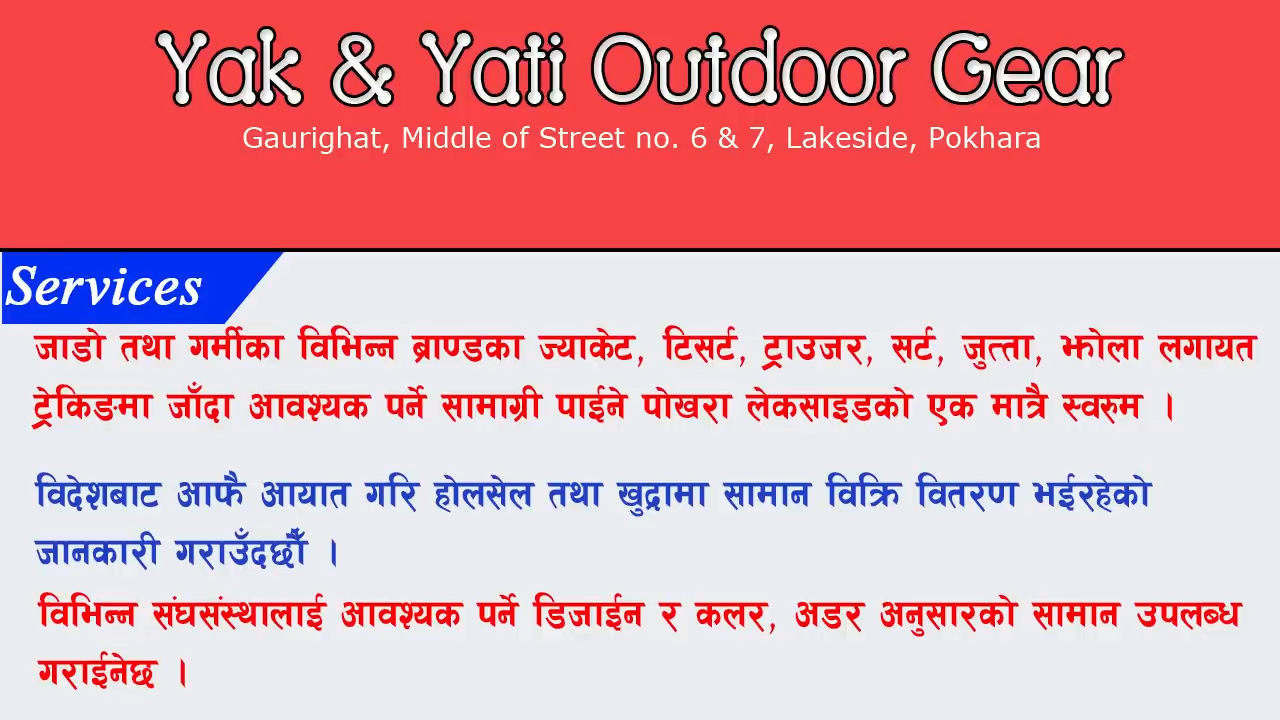 Yak & Yati Outdoor Gear
Gaurighat, Middle of Street no. 6 & 7, Lakeside, Pokhara
Services
जाडो तथा गर्मीका विभिन्न ब्राण्डका ज्याकेट, टिसर्ट, ट्राउजर, सर्ट, जुत्ता, झोला लगायत
ट्रेकिङमा जाँदा आवश्यक पर्ने सामाग्री पाईने पोखरा लेकसाइडको एक मात्रै स्वरुम ।
विदेशबाट आफै आयात गरि होलसेल तथा खुद्रामा सामान विक्रि वितरण भईरहेको
जानकारी गराउँदछौँ ।
विभिन्न संघसंस्थालाई आवश्यक पर्ने डिजाईन र कलर, अडर अनुसारको सामान उपलब्ध
गराईनेछ ।